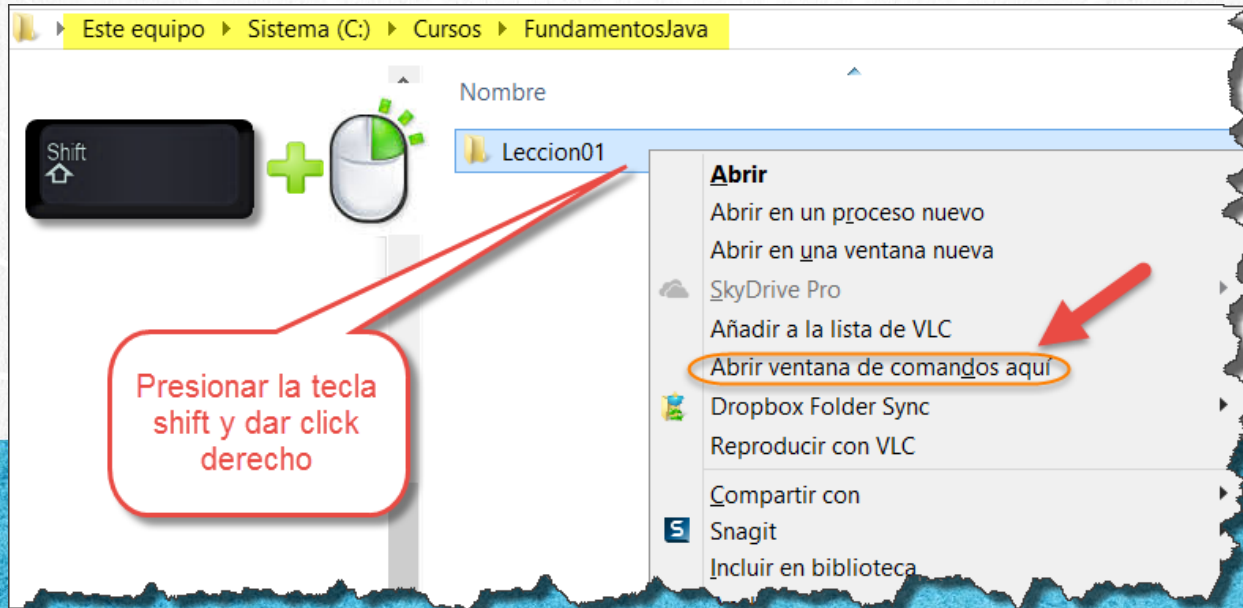 Este equipo Sistema (C:) Cursos FundamentosJava
Nombre
Shift
Leccion01
Abrir
Abrir en un proceso nuevo
Abrir en una ventana nueva
SkyDrive Pro
Añadir a la lista de VLC
Abrir ventana de comandos aquí
Dropbox Folder Sync
Reproducir con VLC
Compartir con
S Snagit
Incluir en biblioteca
Presionar la tecla
shift y dar click
derecho